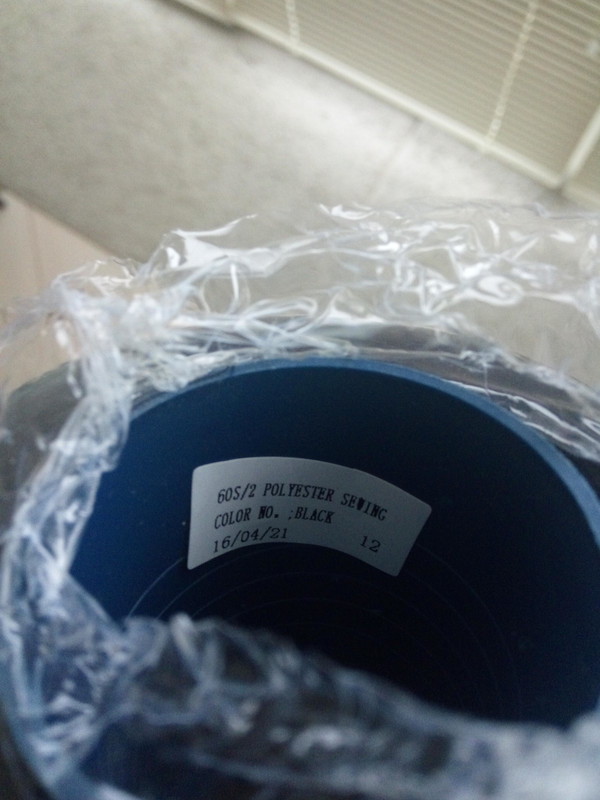 60S/2 POLYESTER SEWING
COLOR NO. ;BLACK
16/04/21 12